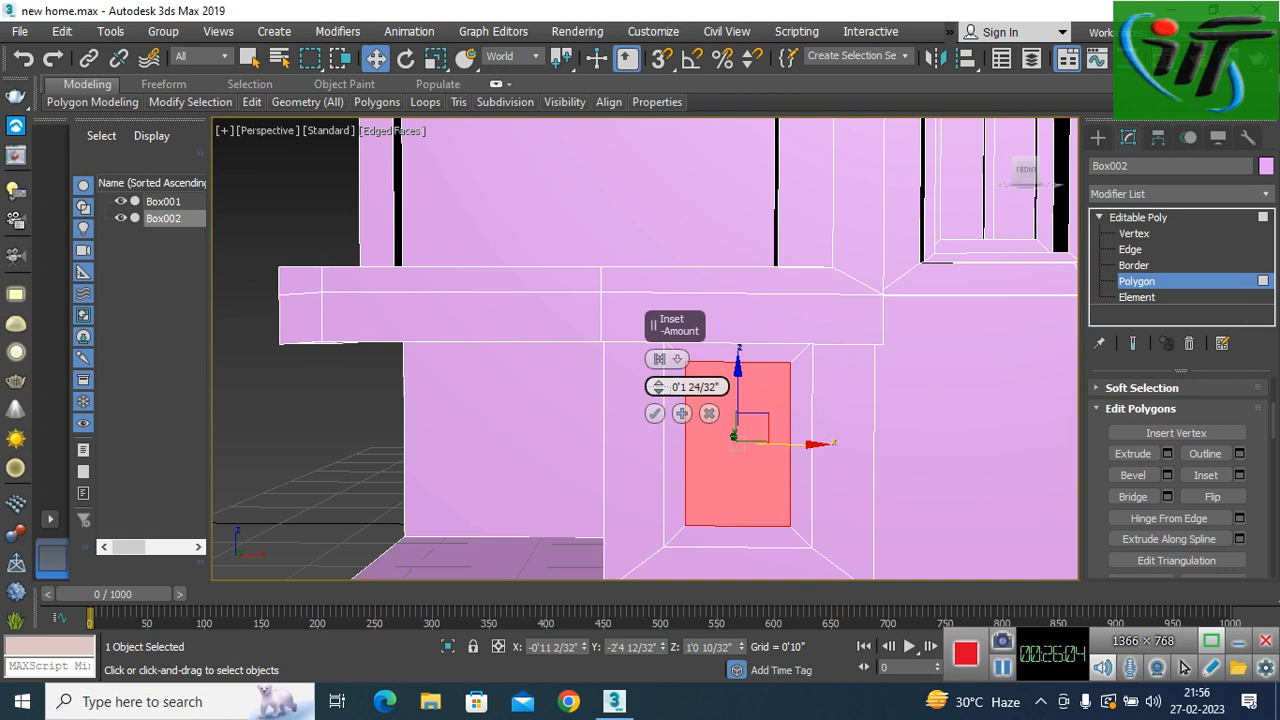 new home.max - Autodesk 3ds Max 2019
File Edit Tools Group Views Create Modifiers Animation Graph Editors Rendering Customize Civil View Scripting Interactive
Sign In
All
World
Create Selection Se
Modeling Freeform Selection Object Paint Populate
Polygon Modeling Modify Selection Edit Geometry (All) Polygons Loops Tris Subdivision Visibility Align Properties
iTS
Select Display
Name (Sorted Ascending
Box001
Box002
[+] [Perspective ] [Standard ] [Edged Faces ]
FRONT
Inset
-Amount
0'1 24/32"
z
x
Box002
Modifier List
Editable Poly
Vertex
Edge
Border
Polygon
Element
Soft Selection
Edit Polygons
Insert Vertex
Extrude Outline
Bevel Inset
Bridge Flip
Hinge From Edge
Extrude Along Spline
Edit Triangulation
0 / 1000
0 50 100 150 200 250 300 350 400 450 500 550 600 650 700 750 800 850 900 950 1000
1 Object Selected
X: -0'11 2/32" Y: -2'4 12/32" Z: 1'0 10/32" Grid = 0'10"
MAXScript Mi
Click or click-and-drag to select objects
Add Time Tag
0
00:26:04
1366 × 768
Type here to search
30°C Haze
21:56
27-02-2023